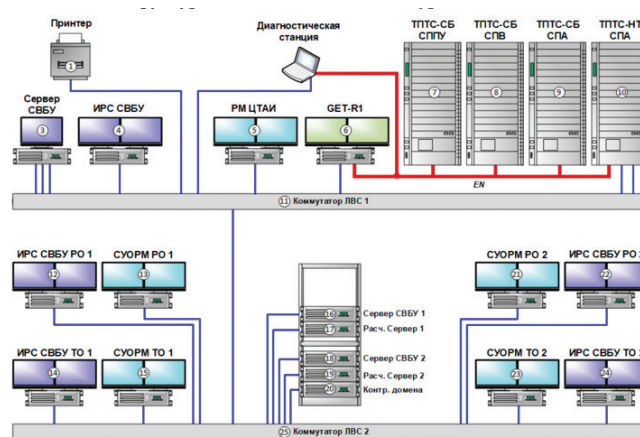 Принтер
1
Диагностическая
станция
ТПТС-СБ
СППУ
7
ТПТС-СБ
СПВ
8
ТПТС-СБ
СПА
9
ТПТС-НТ
СПА
10
Сервер
СВБУ
3
ИРС СВБУ
4
РМ ЦТАИ
5
GET-R1
6
EN
11 Коммутатор ЛВС 1
ИРС СВБУ РО 1
12
СУОРМ РО 1
13
СУОРМ РО 2
21
ИРС СВБУ РО 2
22
16 Сервер СВБУ 1
17 Расч. Сервер 1
18 Сервер СВБУ 2
19 Расч. Сервер 2
20 Контр. домена
ИРС СВБУ ТО 1
14
СУОРМ ТО 1
15
СУОРМ ТО 2
23
ИРС СВБУ ТО 2
24
25 Коммутатор ЛВС 2